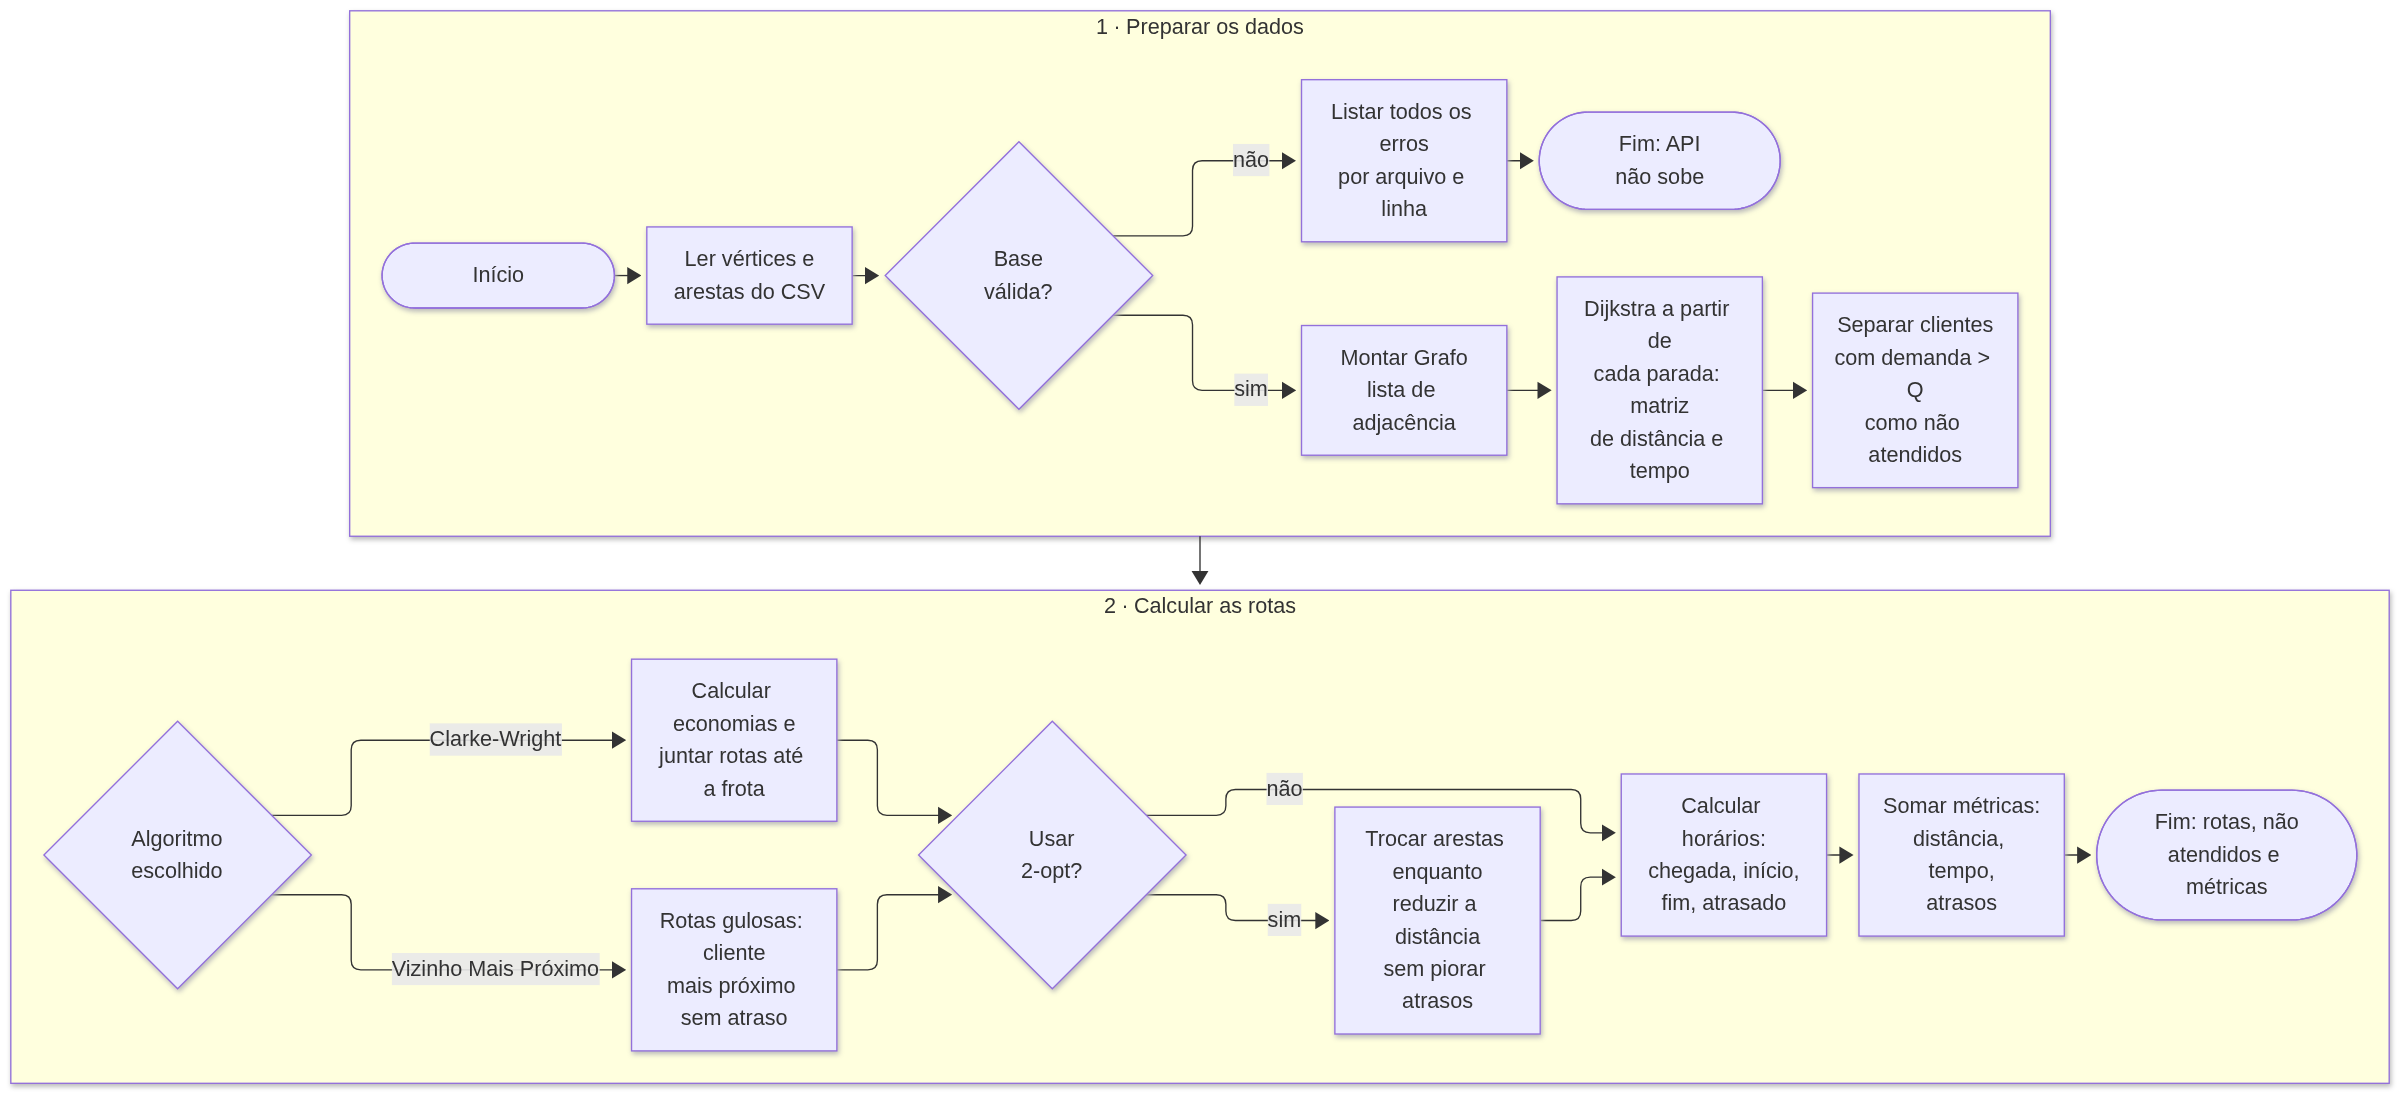 1 · Preparar os dados
Início
Ler vértices e
arestas do CSV
Base
válida?
não
Listar todos os
erros
por arquivo e
linha
Fim: API
não sobe
sim
Montar Grafo
lista de
adjacência
Dijkstra a partir
de
cada parada:
matriz
de distância e
tempo
Separar clientes
com demanda >
Q
como não
atendidos
2 · Calcular as rotas
Algoritmo
escolhido
Clarke-Wright
Calcular
economias e
juntar rotas até
a frota
Vizinho Mais Próximo
Rotas gulosas:
cliente
mais próximo
sem atraso
Usar
2-opt?
não
sim
Trocar arestas
enquanto
reduzir a
distância
sem piorar
atrasos
Calcular
horários:
chegada, início,
fim, atrasado
Somar métricas:
distância,
tempo,
atrasos
Fim: rotas, não
atendidos e
métricas